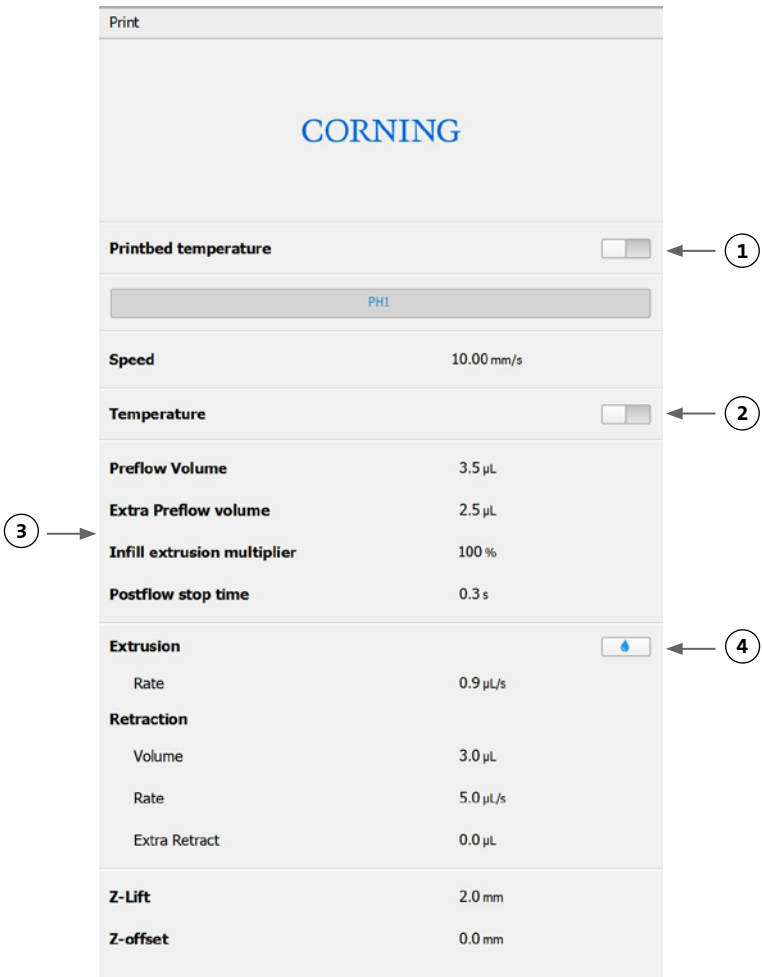 Print
CORNING
Printbed temperature
1
PH1
Speed 10.00 mm/s
Temperature
2
Preflow Volume 3.5 µL
Extra Preflow volume 2.5 µL
3
Infill extrusion multiplier 100 %
Postflow stop time 0.3 s
Extrusion
4
Rate 0.9 µL/s
Retraction
Volume 3.0 µL
Rate 5.0 µL/s
Extra Retract 0.0 µL
Z-Lift 2.0 mm
Z-offset 0.0 mm